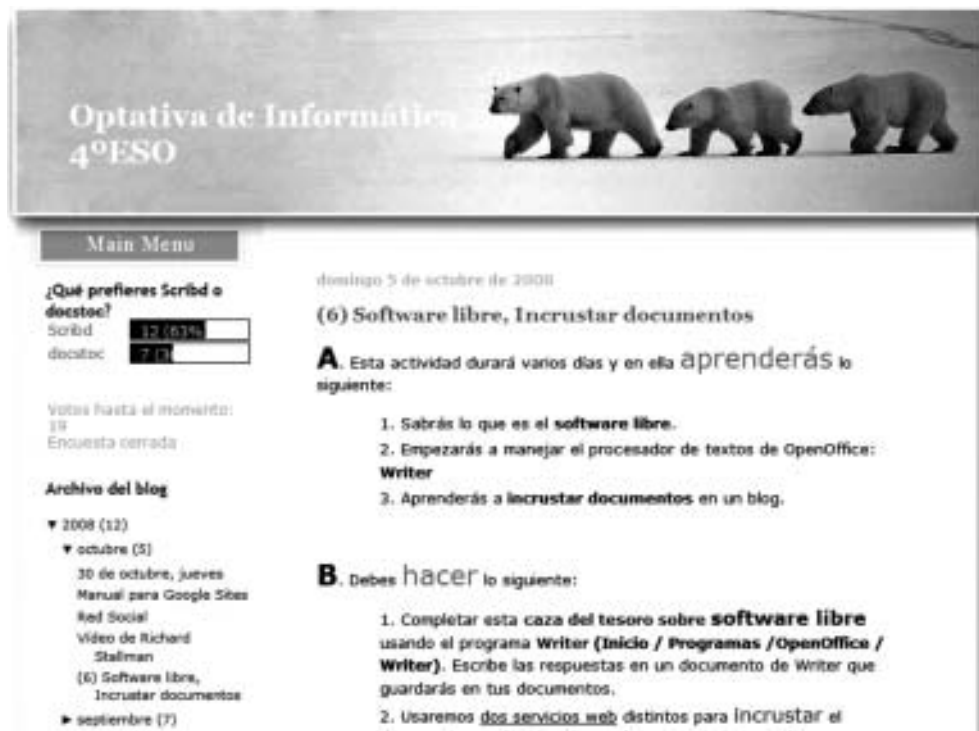 Optativa de Informática
4ºESO
Main Menu
¿Qué prefieres Scribd o
docstoc?
Scribd 12 (63%
docstoc 7 (3
Votos hasta el momento:
19
Encuesta cerrada
Archivo del blog
▼ 2008 (12)
▼ octubre (5)
30 de octubre, jueves
Manual para Google Sites
Red Social
Vídeo de Richard
Stallman
(6) Software libre,
Incrustar documentos
► septiembre (7)
domingo 5 de octubre de 2008
(6) Software libre, Incrustar documentos
A. Esta actividad durará varios días y en ella aprenderás lo
siguiente:
1. Sabrás lo que es el software libre.
2. Empezarás a manejar el procesador de textos de OpenOffice:
Writer
3. Aprenderás a incrustar documentos en un blog.
B. Debes hacer lo siguiente:
1. Completar esta caza del tesoro sobre software libre
usando el programa Writer (Inicio / Programas /OpenOffice /
Writer). Escribe las respuestas en un documento de Writer que
guardarás en tus documentos.
2. Usaremos dos servicios web distintos para incrustar el